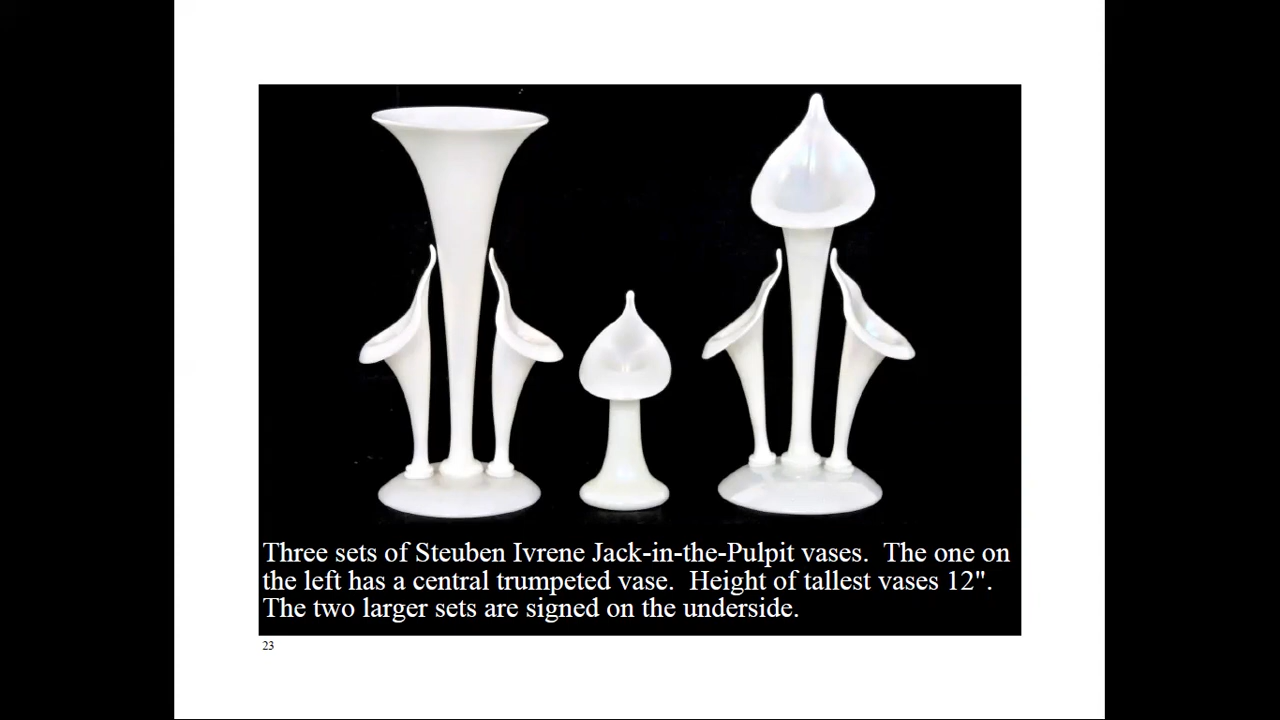 Three sets of Steuben Ivrene Jack-in-the-Pulpit vases.  The one on
the left has a central trumpeted vase.  Height of tallest vases 12".
The two larger sets are signed on the underside.
23